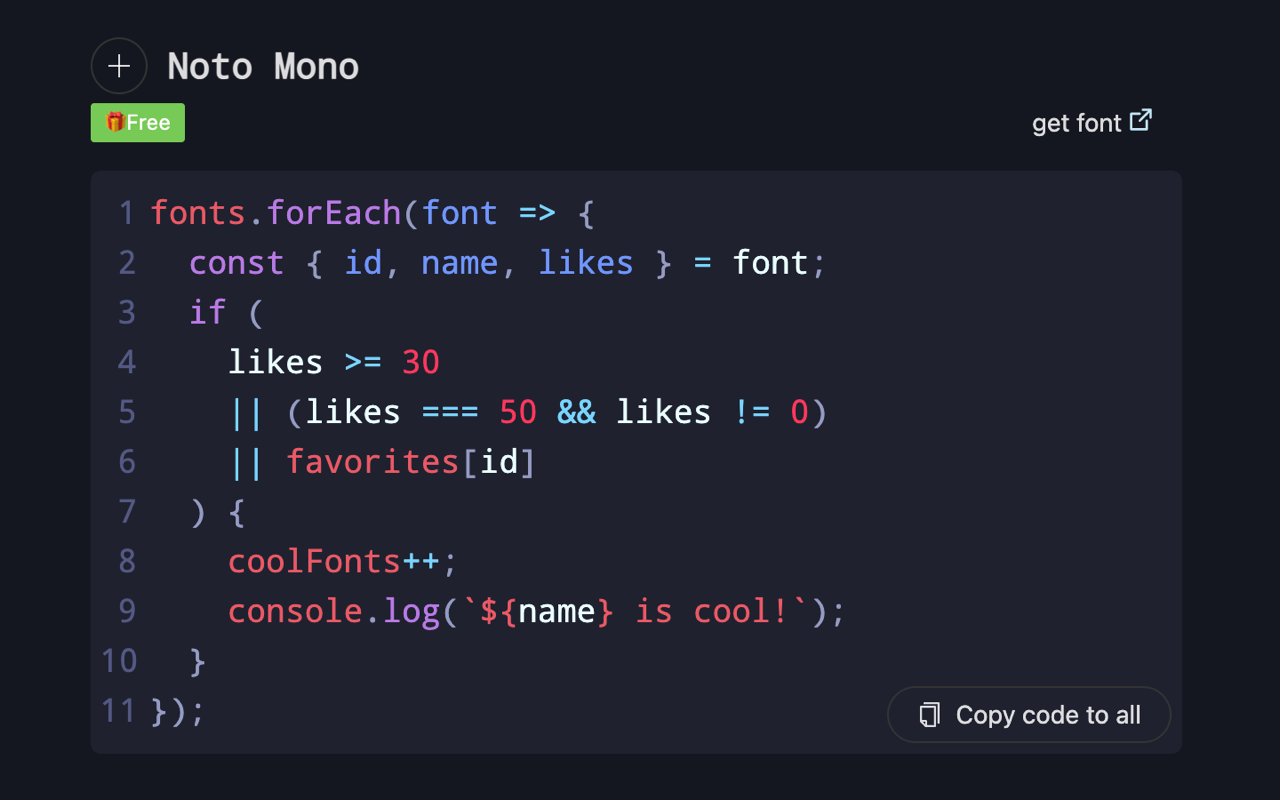 Noto Mono
🎁Free
get font
1 fonts.forEach(font => {
2   const { id, name, likes } = font;
3   if (
4     likes >= 30
5     || (likes === 50 && likes != 0)
6     || favorites[id]
7   ) {
8     coolFonts++;
9     console.log(`${name} is cool!`);
10   }
11 });
Copy code to all